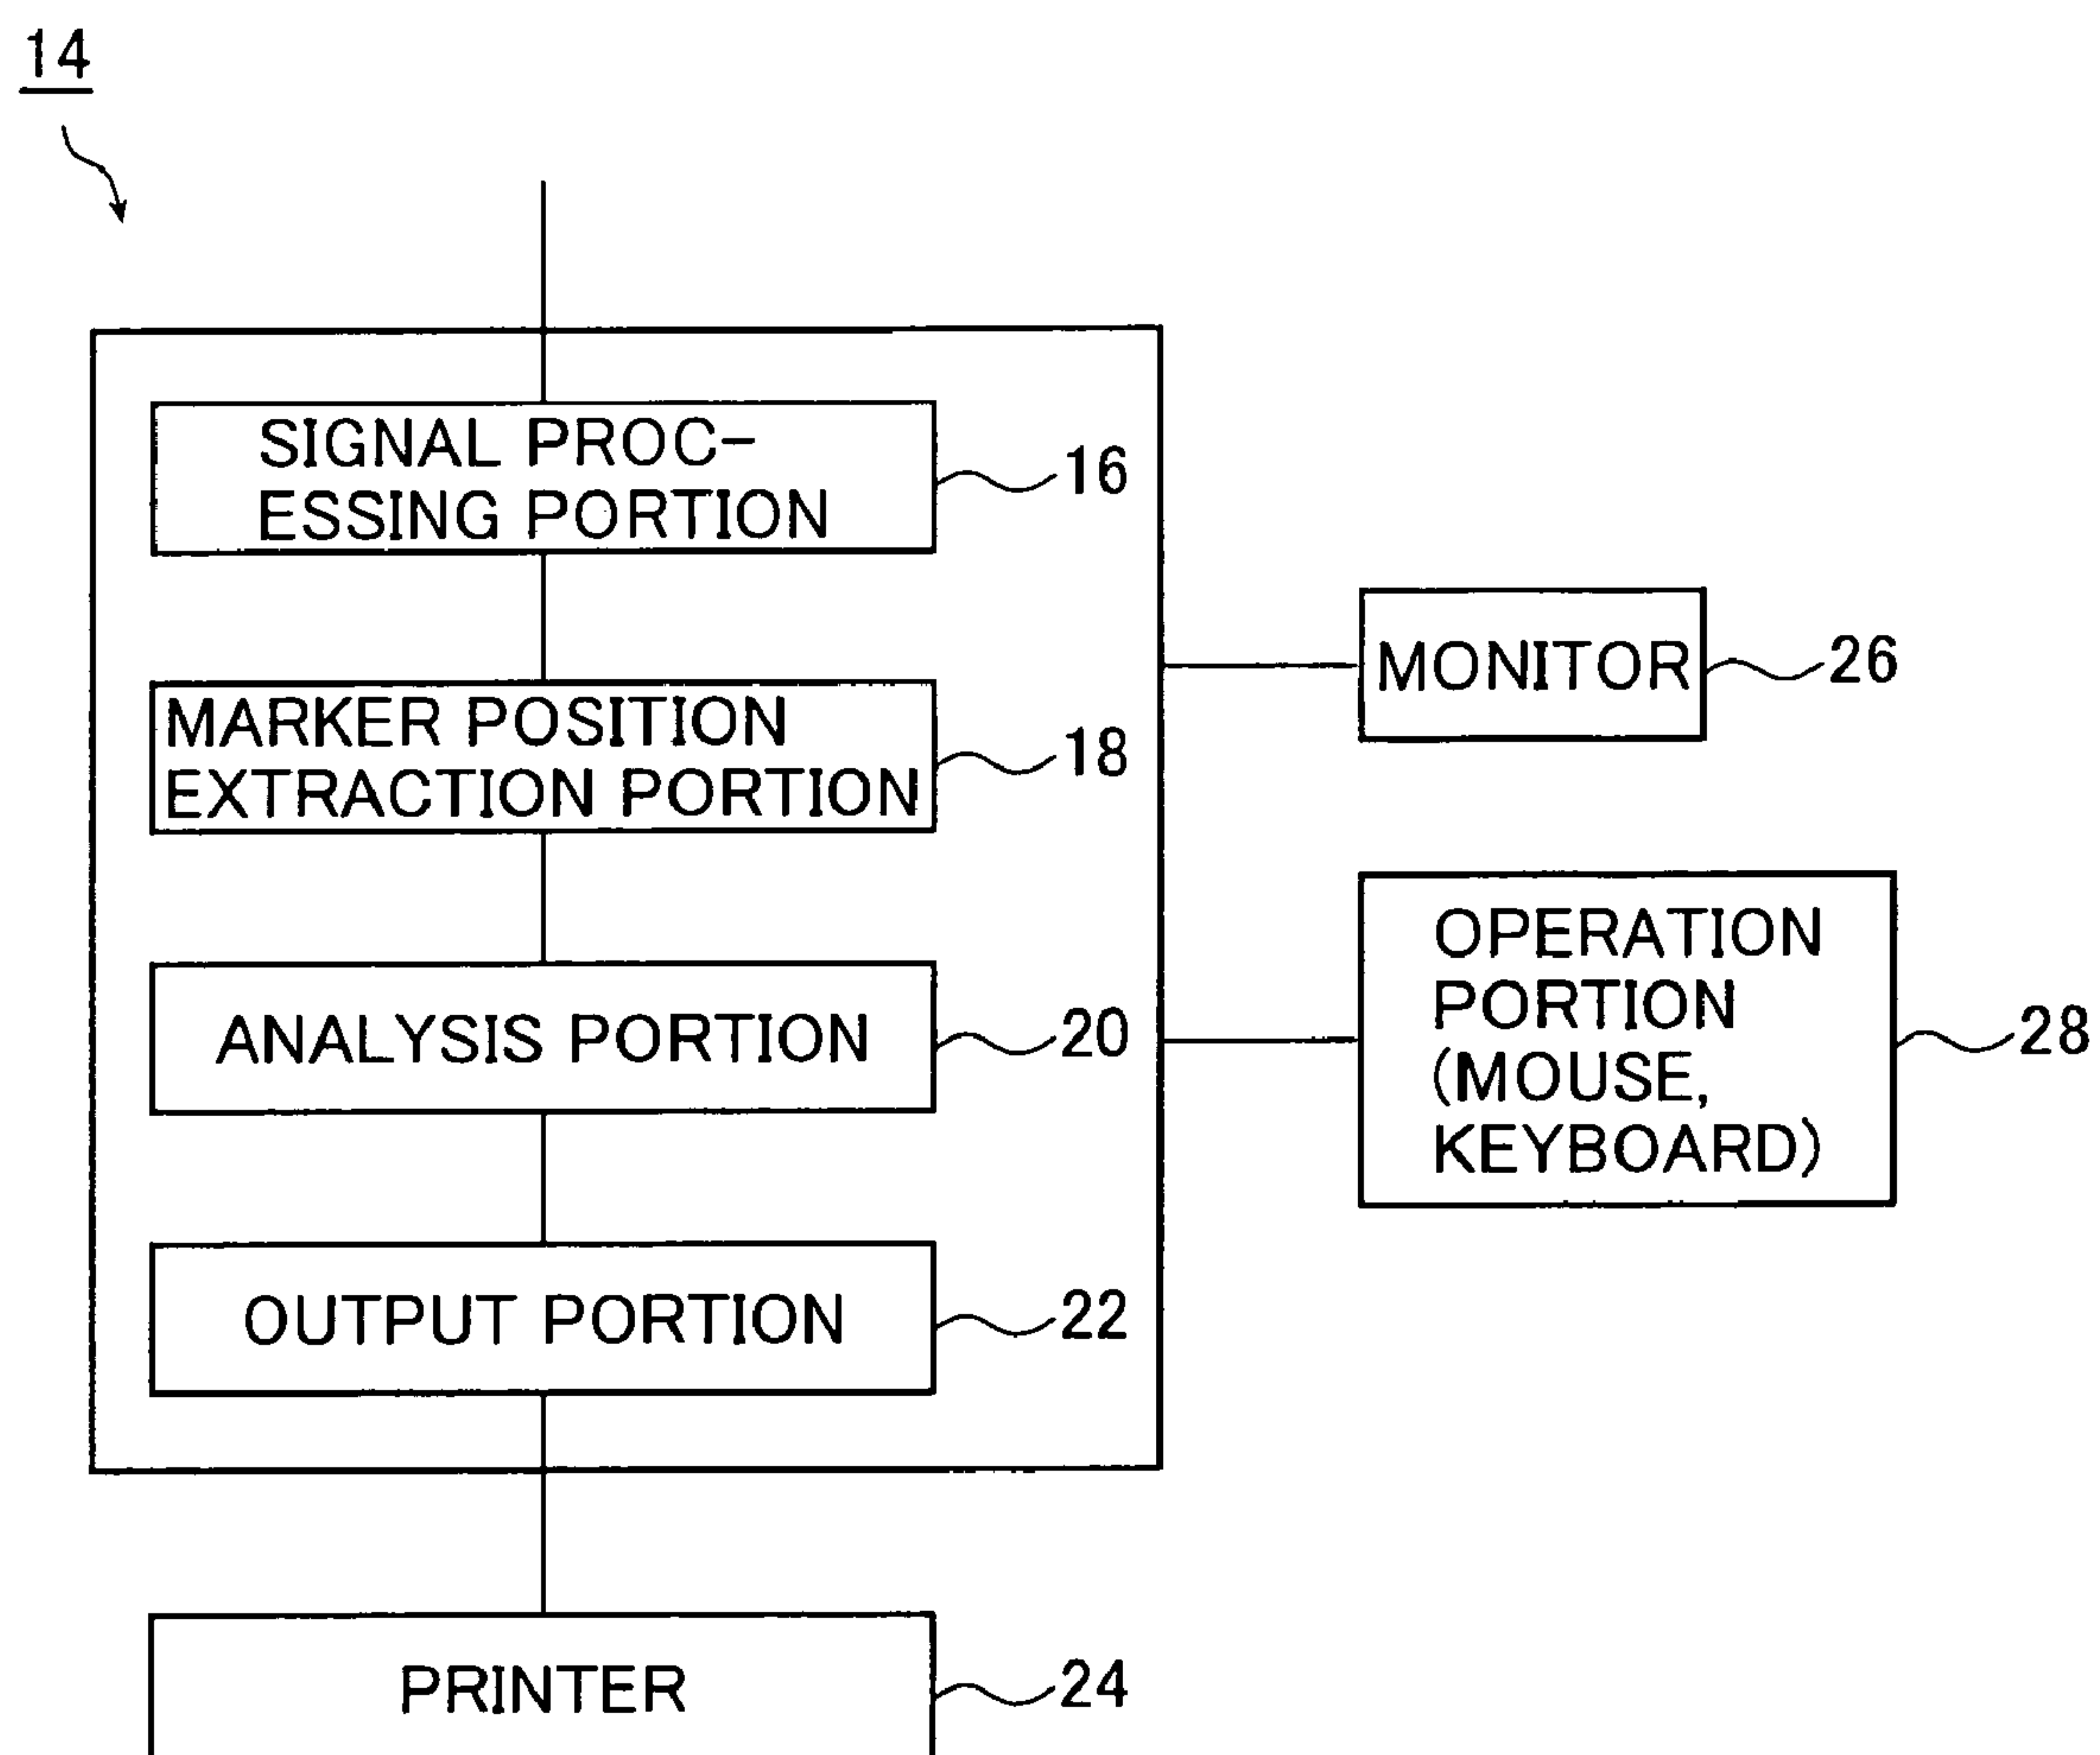 14
SIGNAL PROC-
ESSING PORTION
16
MARKER POSITION
EXTRACTION PORTION
18
ANALYSIS PORTION
20
OUTPUT PORTION
22
PRINTER
24
MONITOR
26
OPERATION
PORTION
(MOUSE,
KEYBOARD)
28